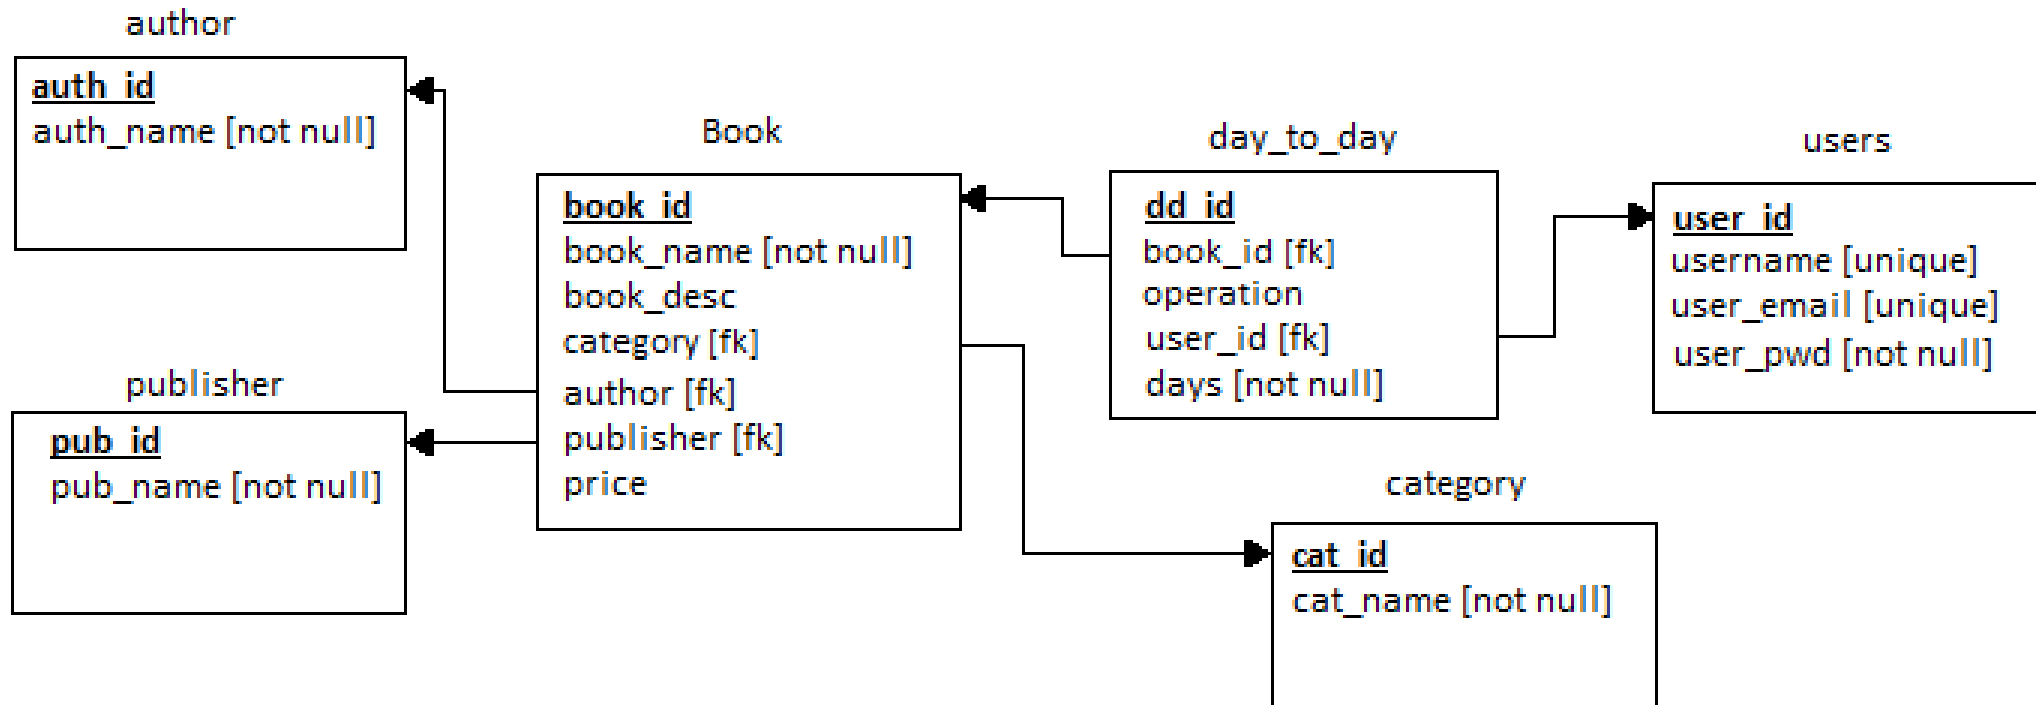 author
auth_id
auth_name [not null]
Book
book_id
book_name [not null]
book_desc
category [fk]
author [fk]
publisher [fk]
price
day_to_day
dd_id
book_id [fk]
operation
user_id [fk]
days [not null]
users
user_id
username [unique]
user_email [unique]
user_pwd [not null]
publisher
pub_id
pub_name [not null]
category
cat_id
cat_name [not null]